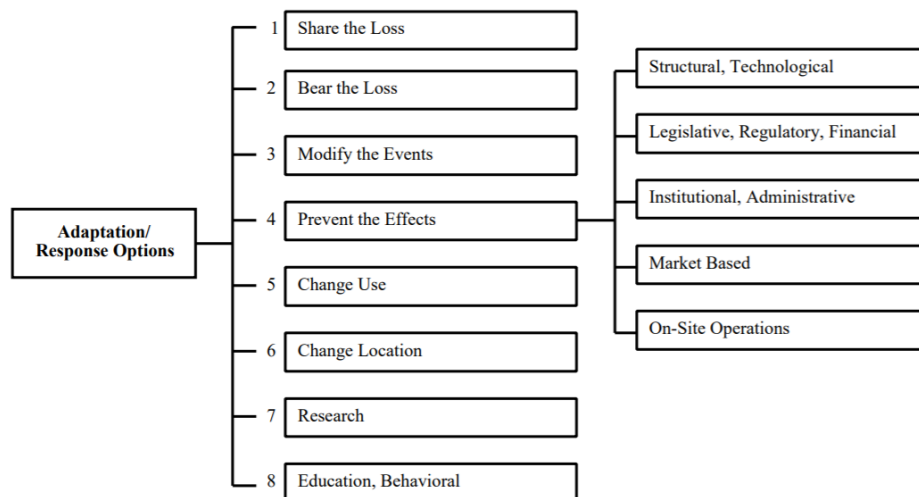 1 Share the Loss
2 Bear the Loss
3 Modify the Events
4 Prevent the Effects
5 Change Use
6 Change Location
7 Research
8 Education, Behavioral
Adaptation/
Response Options
Structural, Technological
Legislative, Regulatory, Financial
Institutional, Administrative
Market Based
On-Site Operations